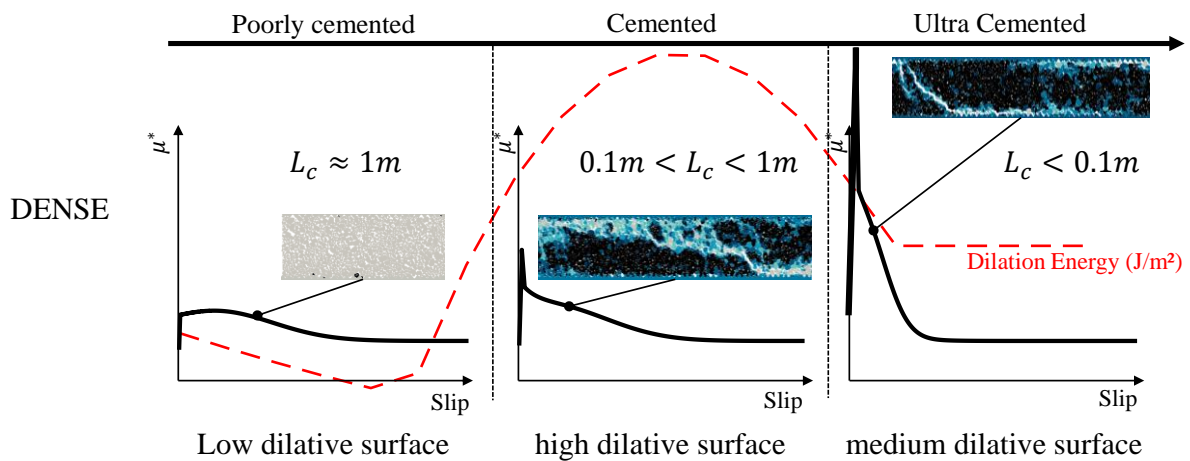 Poorly cemented
Cemented
Ultra Cemented
DENSE
μ*
L_c ≈ 1m
Slip
μ*
0.1m < L_c < 1m
Slip
μ*
L_c < 0.1m
Dilation Energy (J/m²)
Slip
Low dilative surface
high dilative surface
medium dilative surface